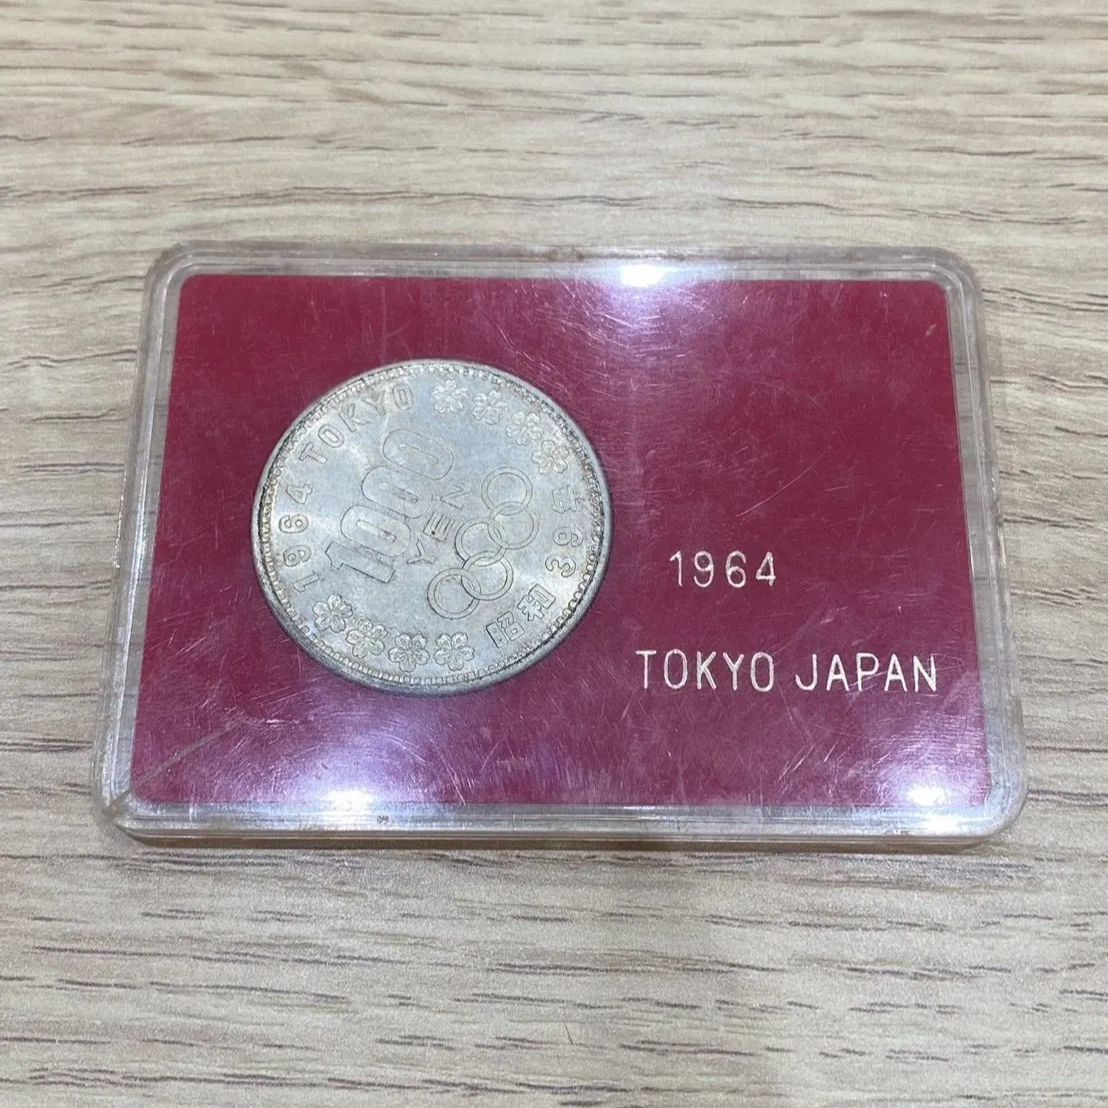 1964 TOKYO
1000
YEN
昭和39年
1964
TOKYO JAPAN